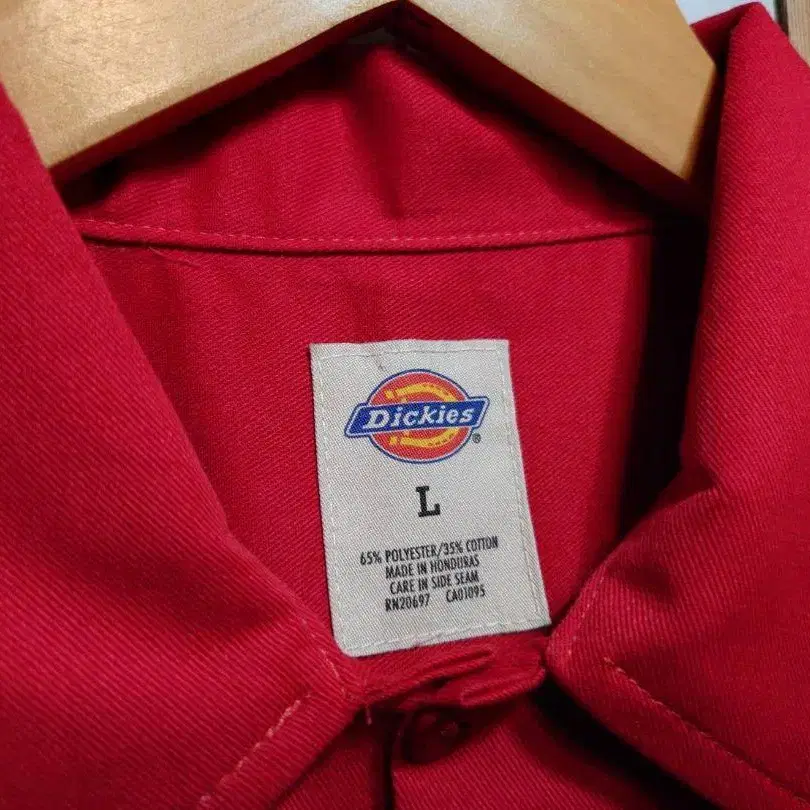 Dickies
®
L
65% POLYESTER/35% COTTON
MADE IN HONDURAS
CARE IN SIDE SEAM
RN20697 CA01095